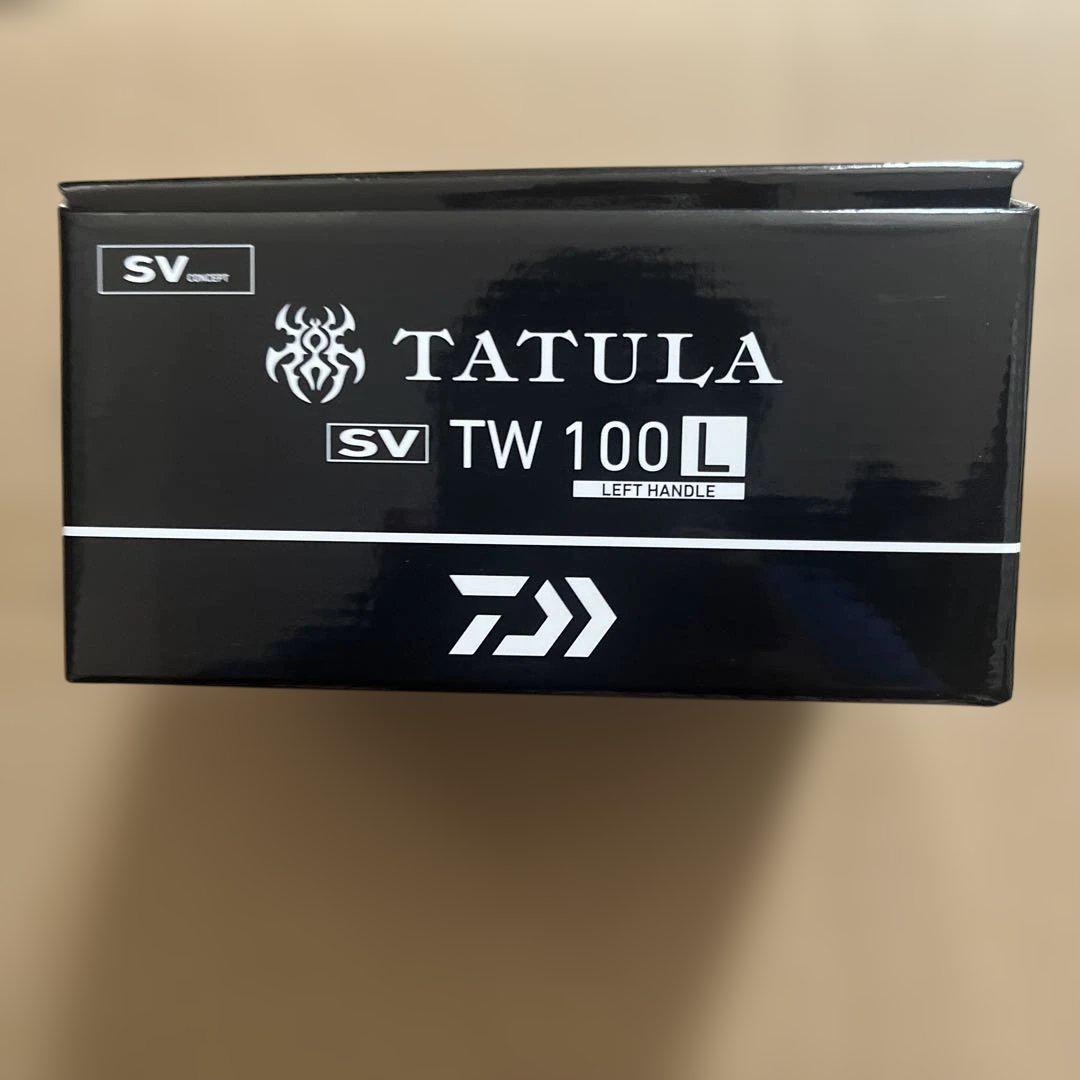 SV CONCEPT
TATULA
SV TW 100 L
LEFT HANDLE